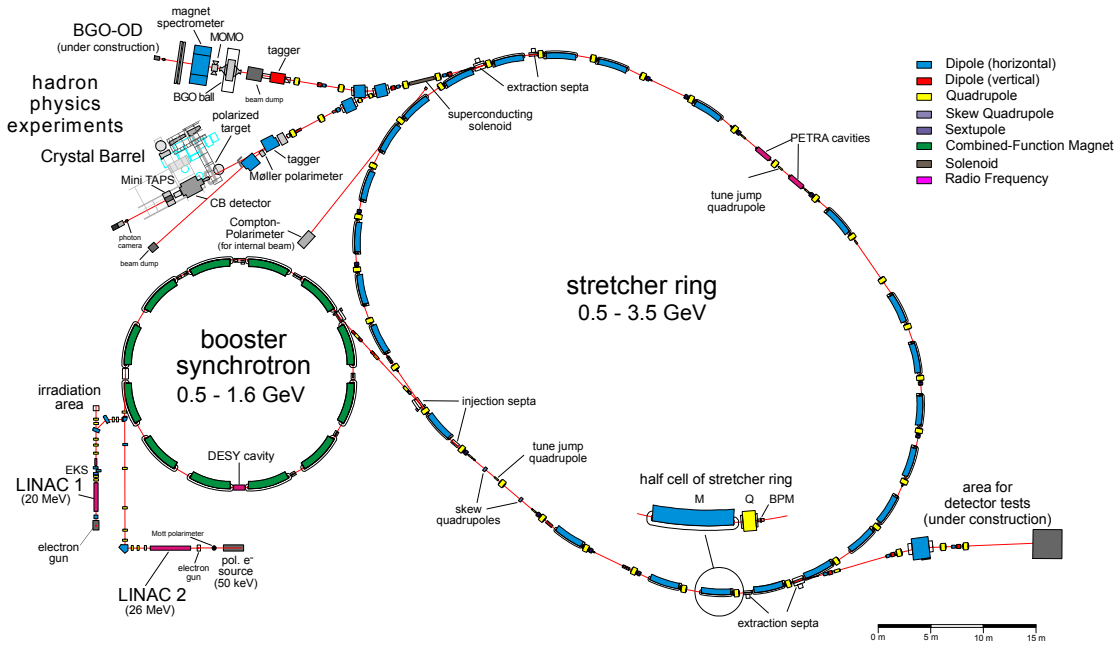 BGO-OD
(under construction)
magnet
spectrometer
MOMO
tagger
BGO ball
beam dump
hadron
physics
experiments
polarized
target
Crystal Barrel
tagger
Møller polarimeter
Mini TAPS
CB detector
photon
camera
beam dump
Compton-
Polarimeter
(for internal beam)
superconducting
solenoid
extraction septa
PETRA cavities
tune jump
quadrupole
Dipole (horizontal)
Dipole (vertical)
Quadrupole
Skew Quadrupole
Sextupole
Combined-Function Magnet
Solenoid
Radio Frequency
stretcher ring
0.5 - 3.5 GeV
booster
synchrotron
0.5 - 1.6 GeV
DESY cavity
irradiation
area
EKS
LINAC 1
(20 MeV)
electron
gun
Mott polarimeter
electron
gun
pol. e⁻
source
(50 keV)
LINAC 2
(26 MeV)
injection septa
tune jump
quadrupole
skew
quadrupoles
half cell of stretcher ring
M
Q
BPM
area for
detector tests
(under construction)
extraction septa
0 m
5 m
10 m
15 m